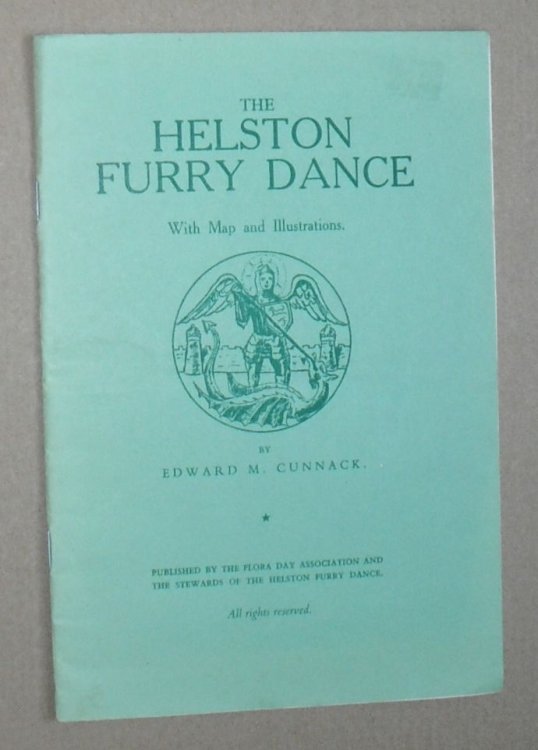 THE
HELSTON
FURRY DANCE
With Map and Illustrations.
BY
EDWARD M. CUNNACK.
PUBLISHED BY THE FLORA DAY ASSOCIATION AND
THE STEWARDS OF THE HELSTON FURRY DANCE.
All rights reserved.